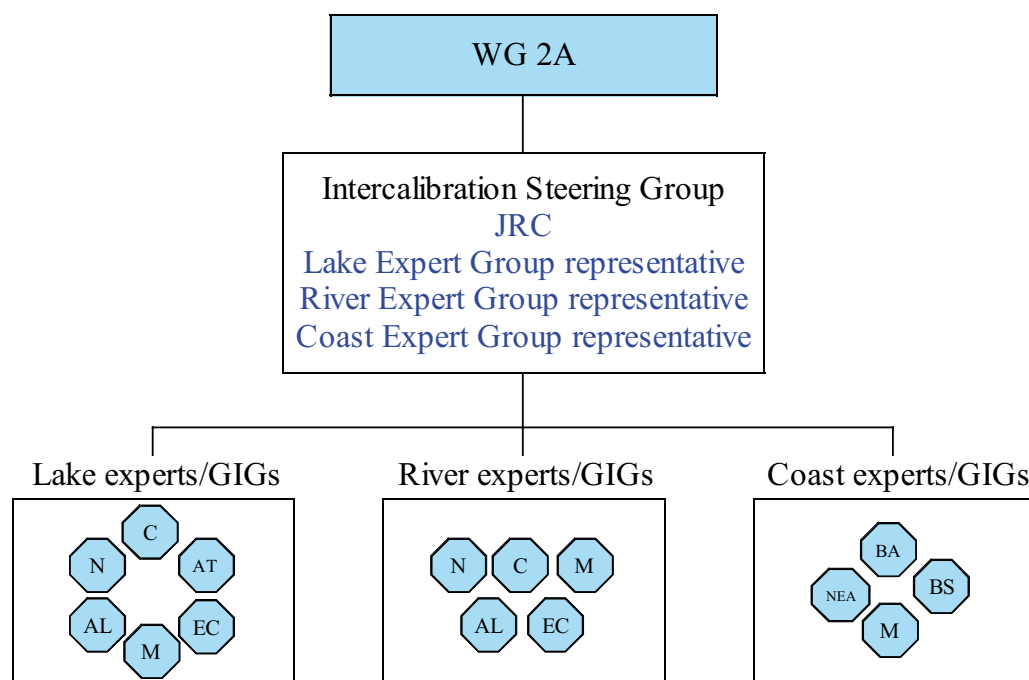 WG 2A
Intercalibration Steering Group
JRC
Lake Expert Group representative
River Expert Group representative
Coast Expert Group representative
Lake experts/GIGs
C
N
AT
AL
EC
M
River experts/GIGs
N C M
AL EC
Coast experts/GIGs
BA
NEA
BS
M